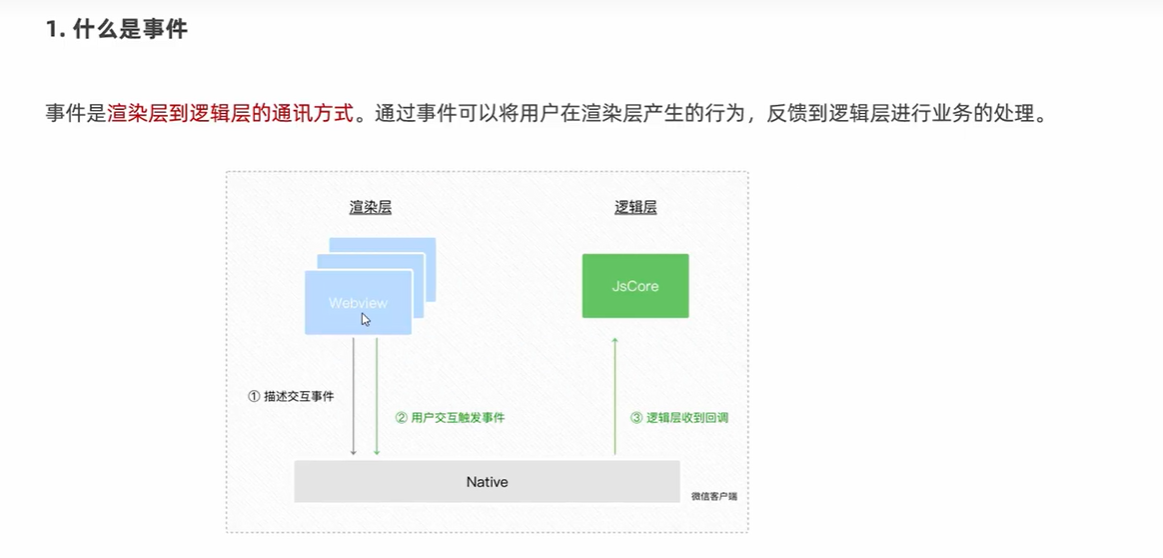 1. 什么是事件
事件是渲染层到逻辑层的通讯方式。通过事件可以将用户在渲染层产生的行为，反馈到逻辑层进行业务的处理。
渲染层
逻辑层
Webview
JsCore
① 描述交互事件
② 用户交互触发事件
③ 逻辑层收到回调
Native
微信客户端